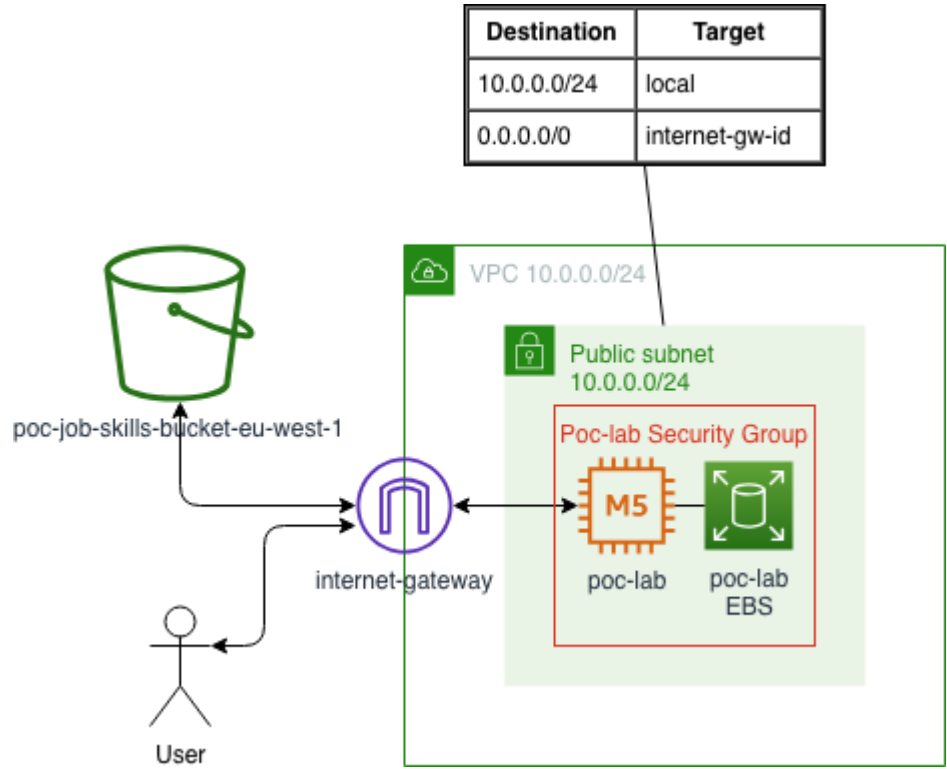 Destination Target
10.0.0.0/24 local
0.0.0.0/0 internet-gw-id
VPC 10.0.0.0/24
Public subnet
10.0.0.0/24
poc-job-skills-bucket-eu-west-1
Poc-lab Security Group
M5
internet-gateway
poc-lab
poc-lab
EBS
User